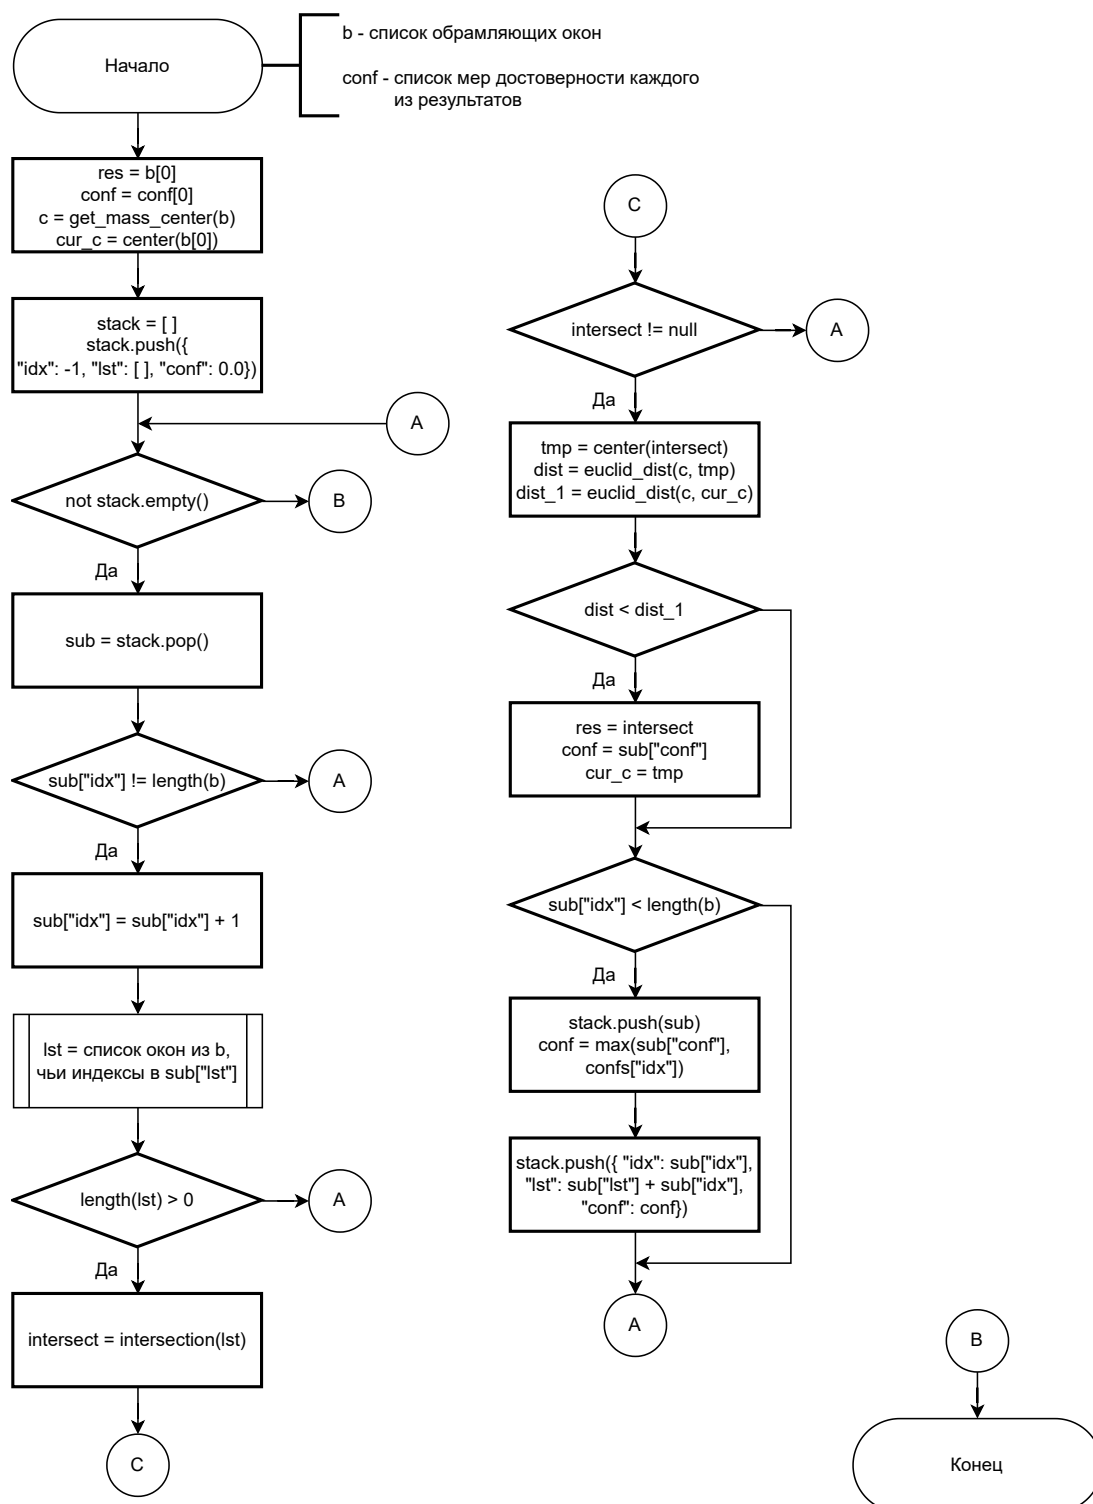 Начало
b - список обрамляющих окон
conf - список мер достоверности каждого
из результатов
res = b[0]
conf = conf[0]
c = get_mass_center(b)
cur_c = center(b[0])
stack = [ ]
stack.push({
"idx": -1, "lst": [ ], "conf": 0.0})
A
not stack.empty()
B
Да
sub = stack.pop()
sub["idx"] != length(b)
A
Да
sub["idx"] = sub["idx"] + 1
lst = список окон из b,
чьи индексы в sub["lst"]
length(lst) > 0
A
Да
intersect = intersection(lst)
C
C
intersect != null
A
Да
tmp = center(intersect)
dist = euclid_dist(c, tmp)
dist_1 = euclid_dist(c, cur_c)
dist < dist_1
Да
res = intersect
conf = sub["conf"]
cur_c = tmp
sub["idx"] < length(b)
Да
stack.push(sub)
conf = max(sub["conf"],
confs["idx"])
stack.push({ "idx": sub["idx"],
"lst": sub["lst"] + sub["idx"],
"conf": conf})
A
B
Конец